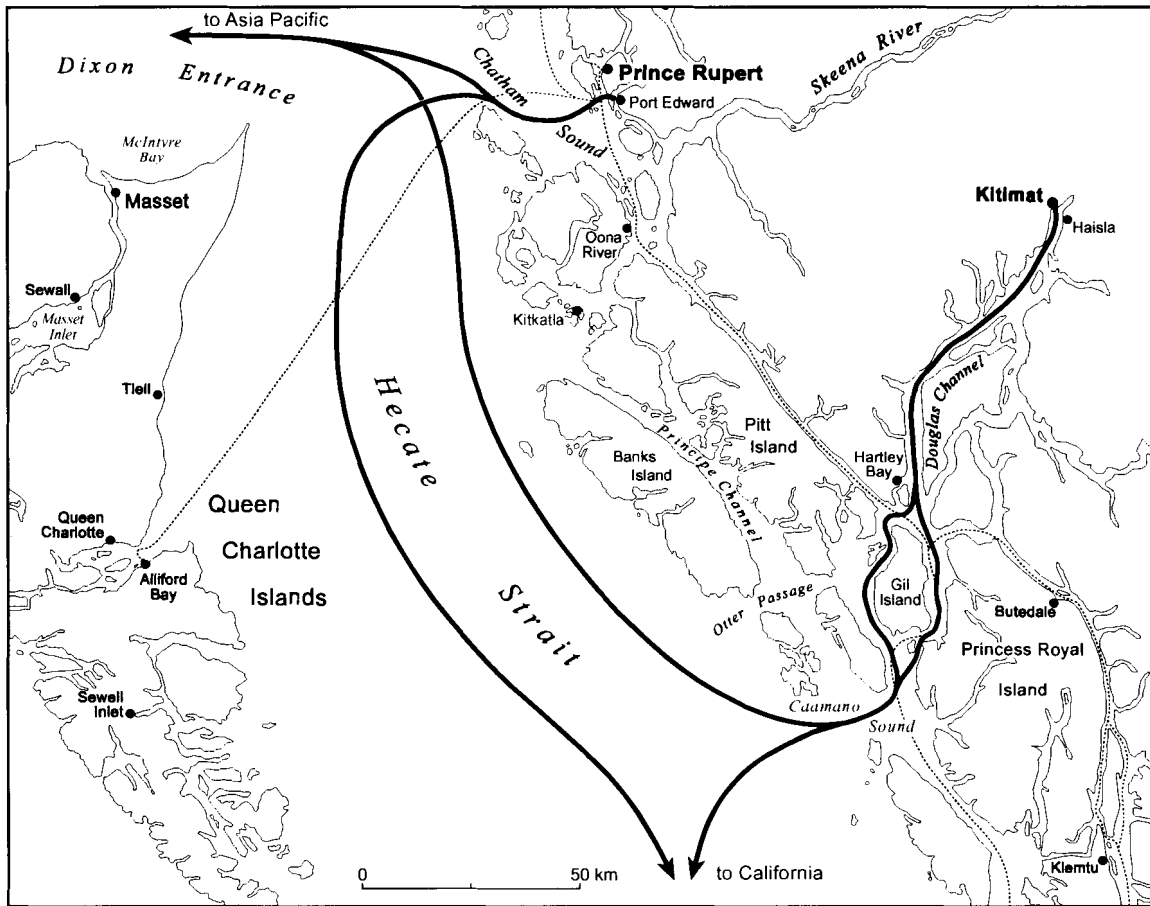 to Asia Pacific
Dixon Entrance
Chatham
Sound
Prince Rupert
Port Edward
Skeena River
McIntyre
Bay
Masset
Kitimat
Haisla
Oona
River
Sewall
Masset
Inlet
Kitkatla
Tlell
Hecate
Strait
Principe Channel
Pitt
Island
Banks
Island
Douglas Channel
Hartley
Bay
Queen
Charlotte
Queen
Charlotte
Islands
Alliford
Bay
Otter Passage
Gil
Island
Butedale
Princess Royal
Island
Sewell
Inlet
Caamano
Sound
0 50 km
to California
Klemtu